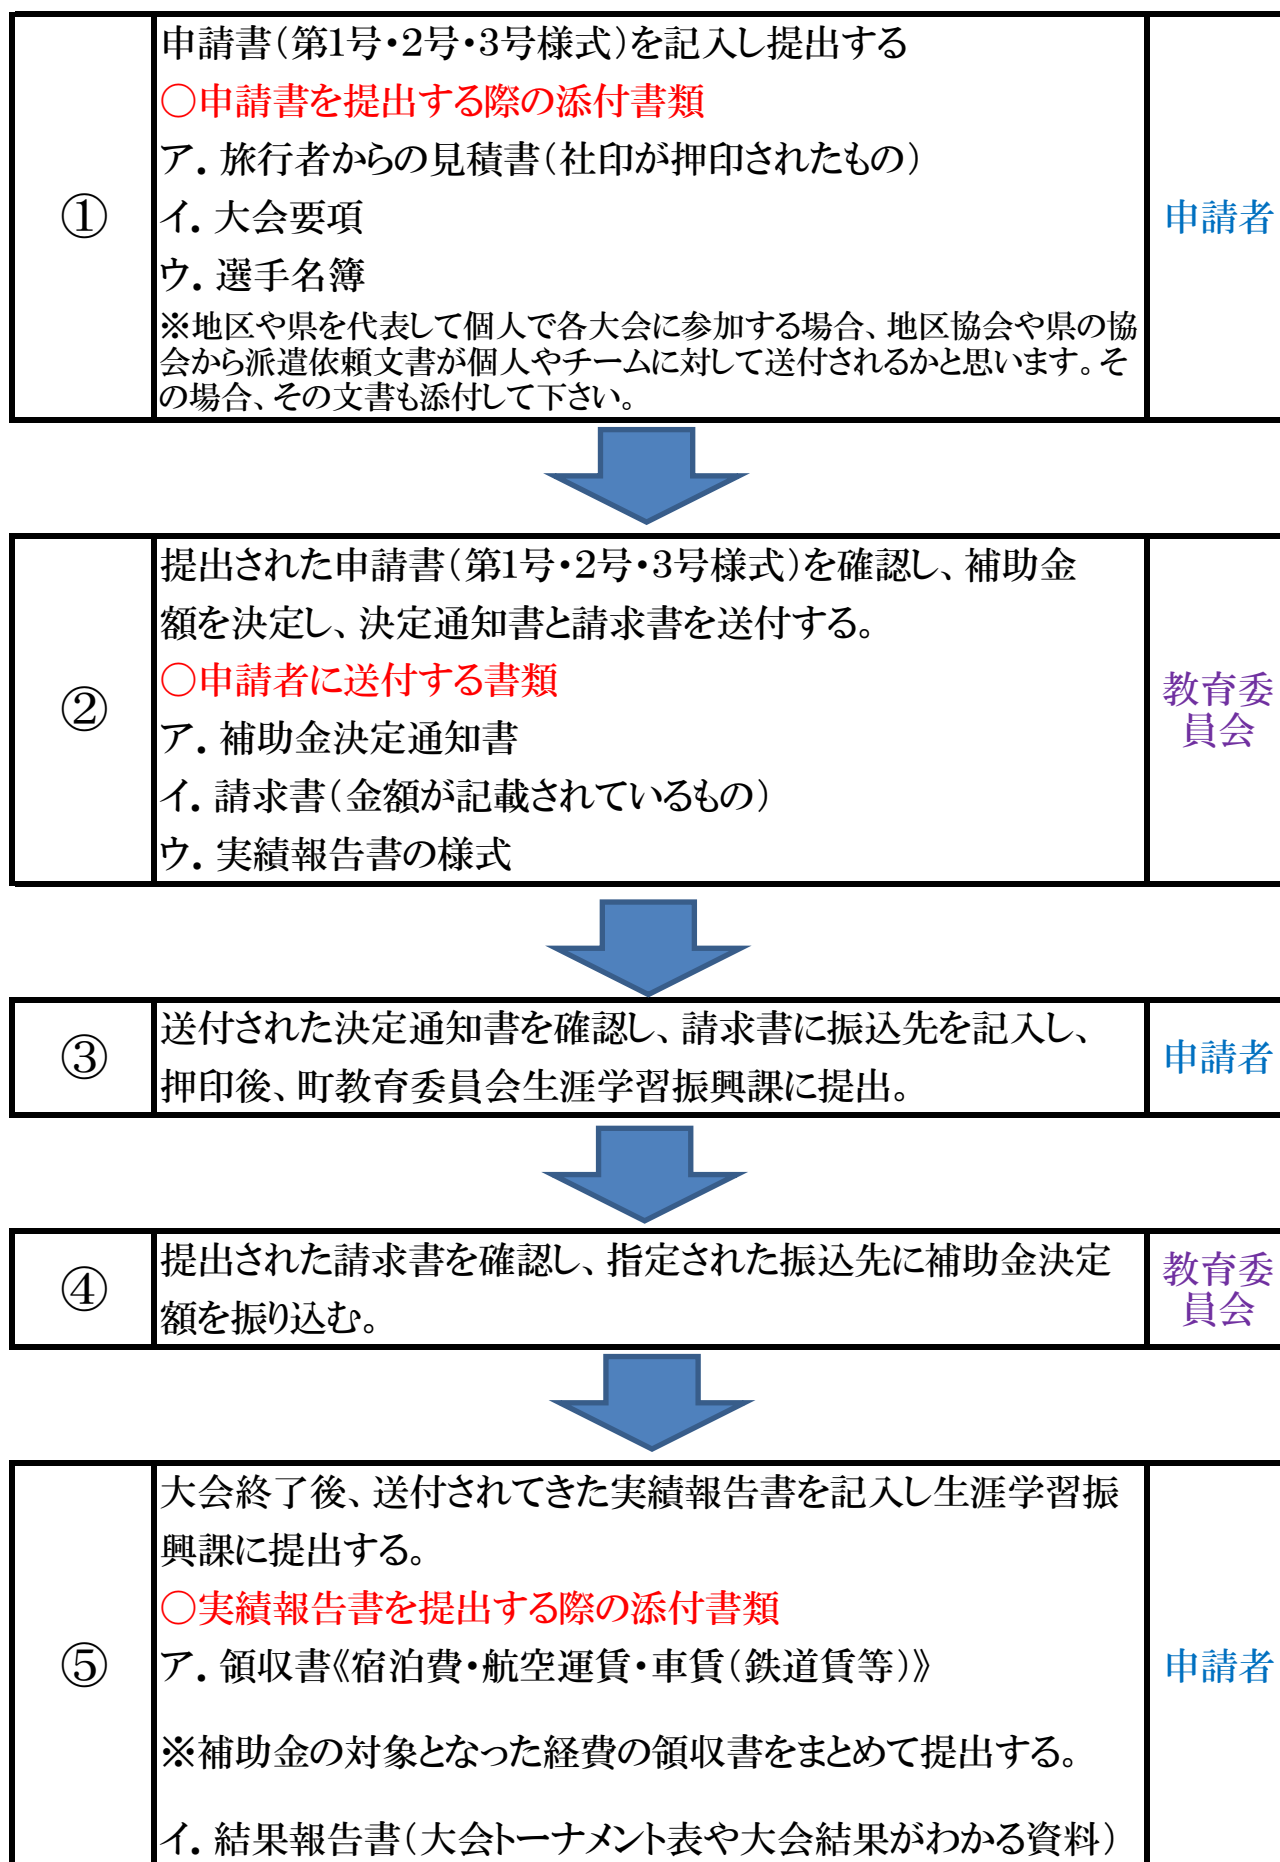 ①
申請書(第1号・2号・3号様式)を記入し提出する
○申請書を提出する際の添付書類
ア. 旅行者からの見積書(社印が押印されたもの)
イ. 大会要項
ウ. 選手名簿
※地区や県を代表して個人で各大会に参加する場合、地区協会や県の協
会から派遣依頼文書が個人やチームに対して送付されるかと思います。そ
の場合、その文書も添付して下さい。
申請者
②
提出された申請書(第1号・2号・3号様式)を確認し、補助金
額を決定し、決定通知書と請求書を送付する。
○申請者に送付する書類
ア. 補助金決定通知書
イ. 請求書(金額が記載されているもの)
ウ. 実績報告書の様式
教育委
員会
③
送付された決定通知書を確認し、請求書に振込先を記入し、
押印後、町教育委員会生涯学習振興課に提出。
申請者
④
提出された請求書を確認し、指定された振込先に補助金決定
額を振り込む。
教育委
員会
⑤
大会終了後、送付されてきた実績報告書を記入し生涯学習振
興課に提出する。
○実績報告書を提出する際の添付書類
ア. 領収書《宿泊費・航空運賃・車賃(鉄道賃等)》
※補助金の対象となった経費の領収書をまとめて提出する。
イ. 結果報告書(大会トーナメント表や大会結果がわかる資料)
申請者